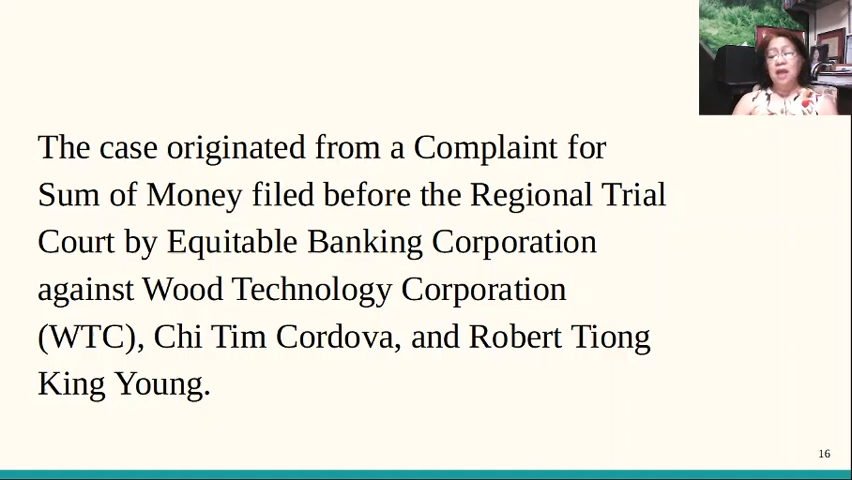 The case originated from a Complaint for
Sum of Money filed before the Regional Trial
Court by Equitable Banking Corporation
against Wood Technology Corporation
(WTC), Chi Tim Cordova, and Robert Tiong
King Young.
16